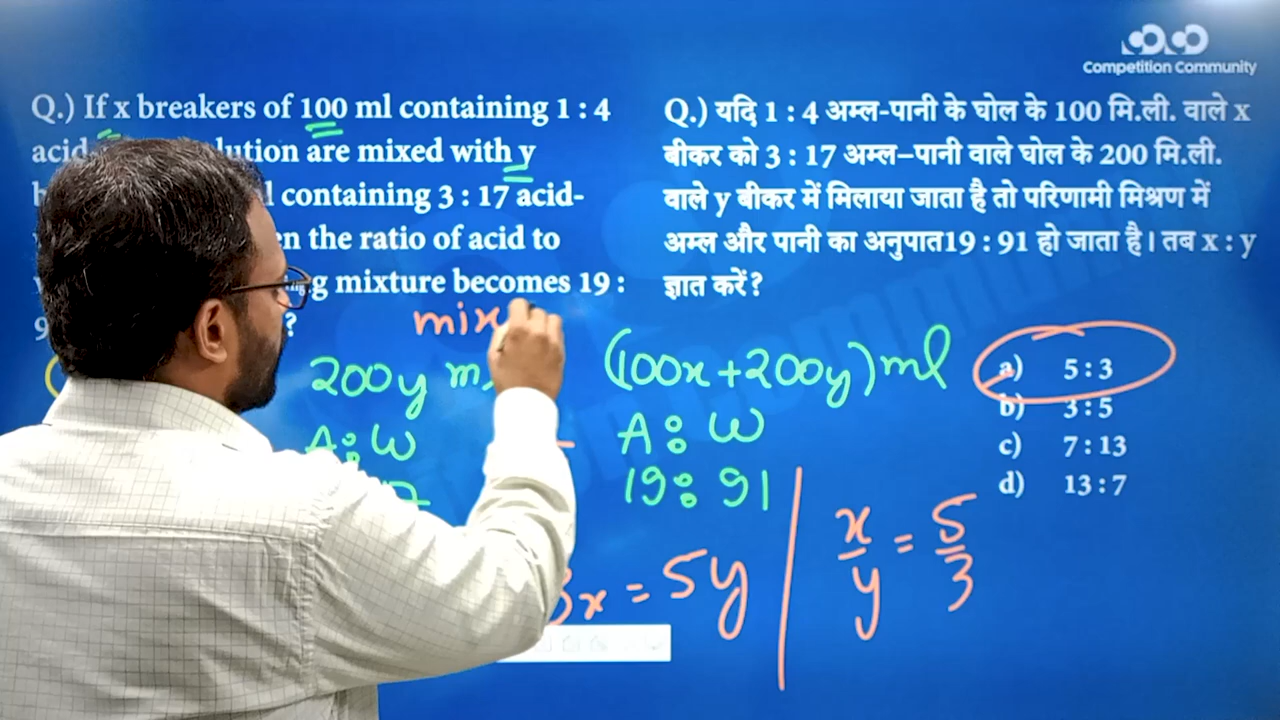 Competition Community
Q.) If x breakers of 100 ml containing 1 : 4
acid lution are mixed with y
l containing 3 : 17 acid-
n the ratio of acid to
g mixture becomes 19 :
9 ?
Q.) यदि 1 : 4 अम्ल-पानी के घोल के 100 मि.ली. वाले x
बीकर को 3 : 17 अम्ल–पानी वाले घोल के 200 मि.ली.
वाले y बीकर में मिलाया जाता है तो परिणामी मिश्रण में
अम्ल और पानी का अनुपात19 : 91 हो जाता है। तब x : y
ज्ञात करें ?
mix
200y m
A : W
(100x+200y) ml
A : W
19 : 91
a) 5 : 3
b) 3 : 5
c) 7 : 13
d) 13 : 7
3x = 5y
x/y = 5/3